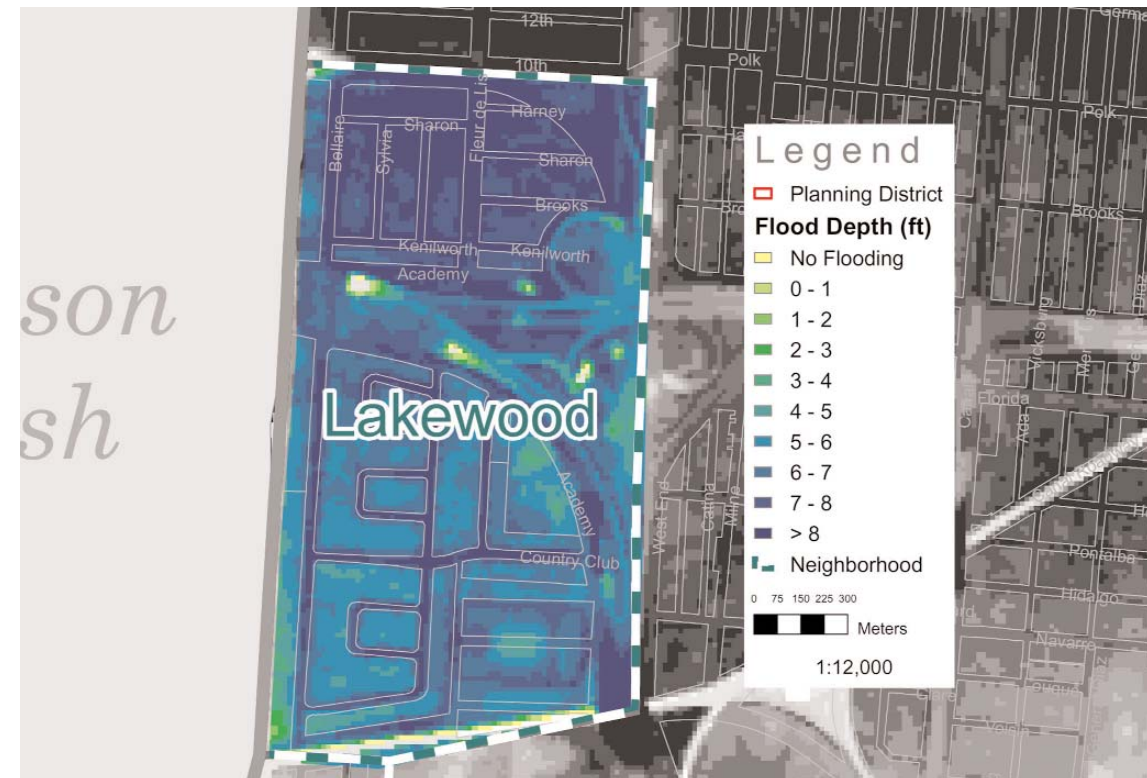 12th
10th
Polk
Harney
Fleur de Lis
Sharon
Bellaire
Sylvia
Sharon
Brooks
Kenilworth
Kenilworth
Academy
son
sh
Lakewood
Academy
Country Club
West End
Catina
Milne
Polk
Brooks
Vicksburg
Florida
Ada
Pontalba
Hidalgo
Navarre
Legend
Planning District
Flood Depth (ft)
No Flooding
0 - 1
1 - 2
2 - 3
3 - 4
4 - 5
5 - 6
6 - 7
7 - 8
> 8
Neighborhood
0 75 150 225 300
Meters
1:12,000